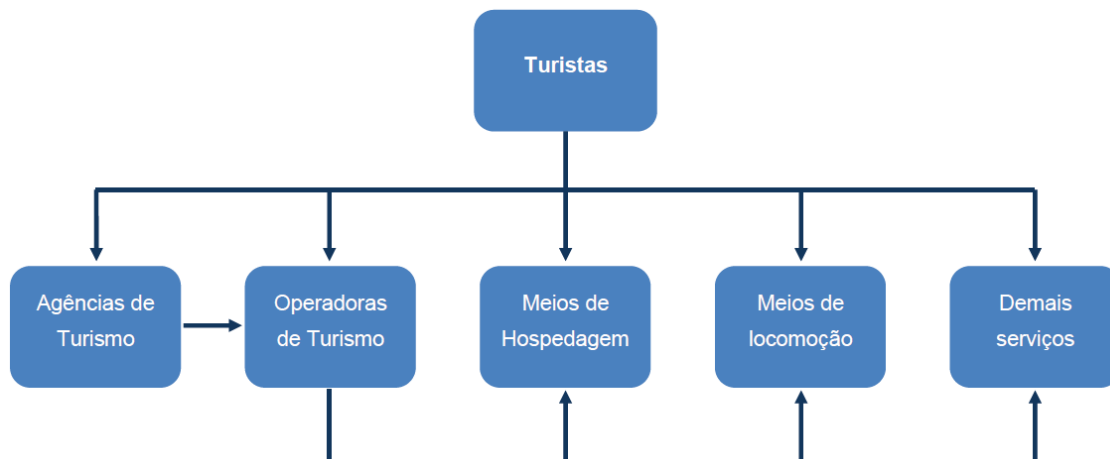 Turistas
Agências de
Turismo
Operadoras
de Turismo
Meios de
Hospedagem
Meios de
locomoção
Demais
serviços